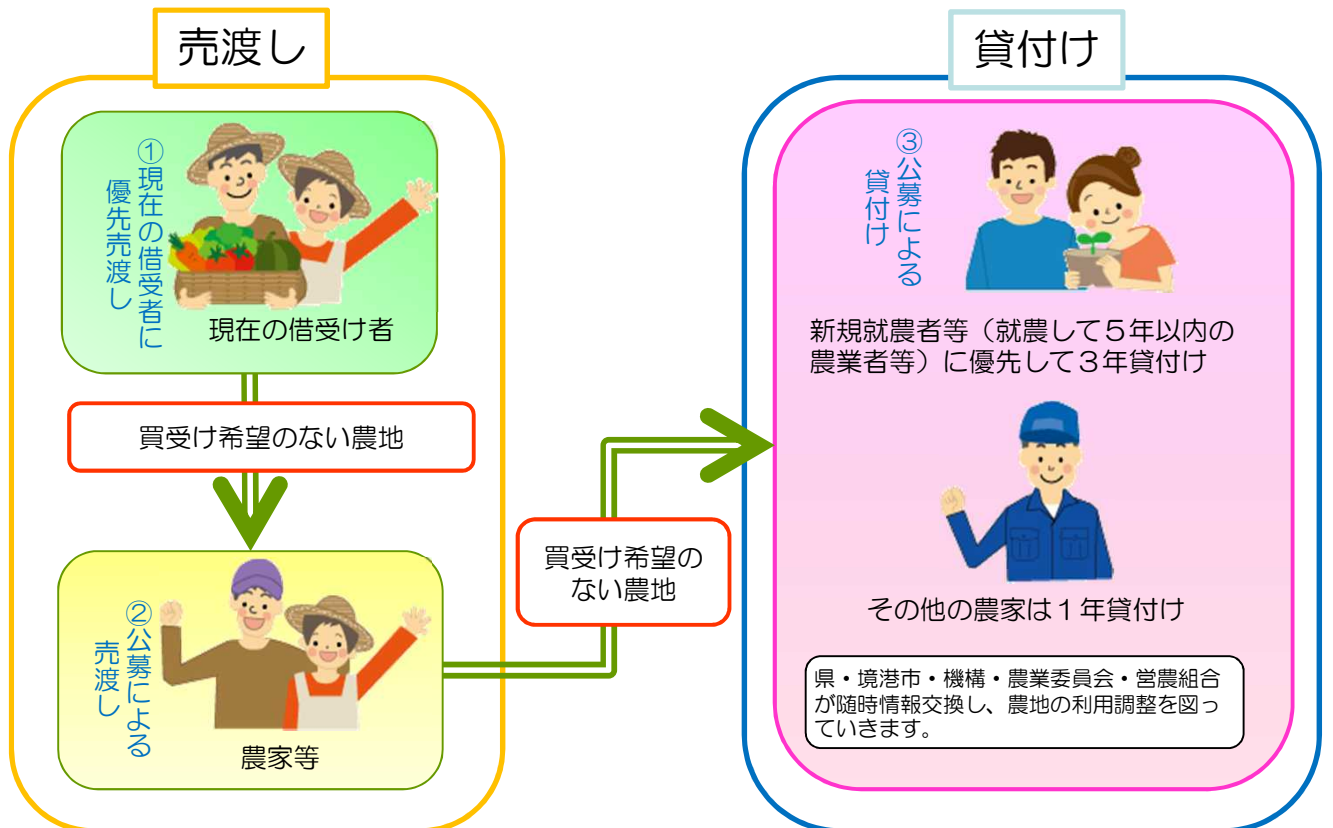 売渡し
①現在の借受者に
優先売渡し
現在の借受け者
買受け希望のない農地
②公募による
売渡し
農家等
買受け希望の
ない農地
貸付け
③公募による
貸付け
新規就農者等（就農して５年以内の
農業者等）に優先して３年貸付け
その他の農家は１年貸付け
県・境港市・機構・農業委員会・営農組合
が随時情報交換し、農地の利用調整を図っ
ていきます。